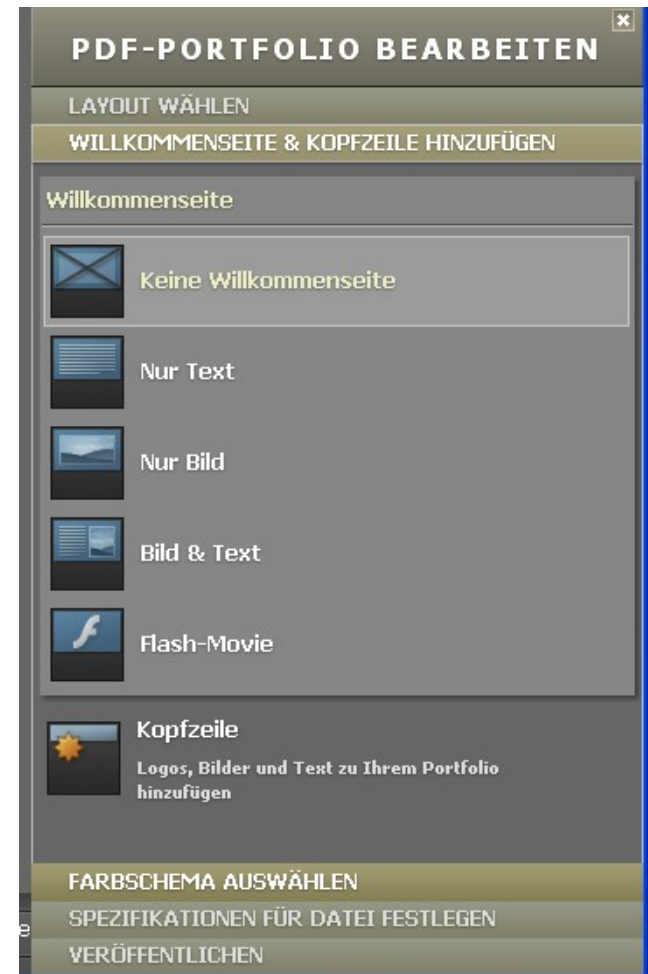 PDF-PORTFOLIO BEARBEITEN
LAYOUT WÄHLEN
WILLKOMMENSEITE & KOPFZEILE HINZUFÜGEN
Willkommenseite
Keine Willkommenseite
Nur Text
Nur Bild
Bild & Text
Flash-Movie
Kopfzeile
Logos, Bilder und Text zu Ihrem Portfolio
hinzufügen
FARBSCHEMA AUSWÄHLEN
SPEZIFIKATIONEN FÜR DATEI FESTLEGEN
VERÖFFENTLICHEN